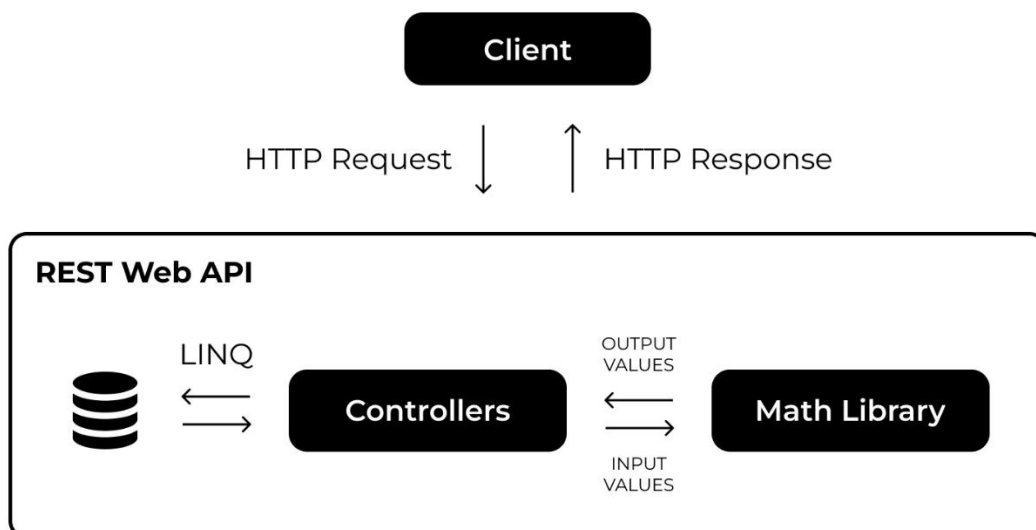 Client
HTTP Request
HTTP Response
REST Web API
LINQ
OUTPUT
VALUES
Controllers
Math Library
INPUT
VALUES